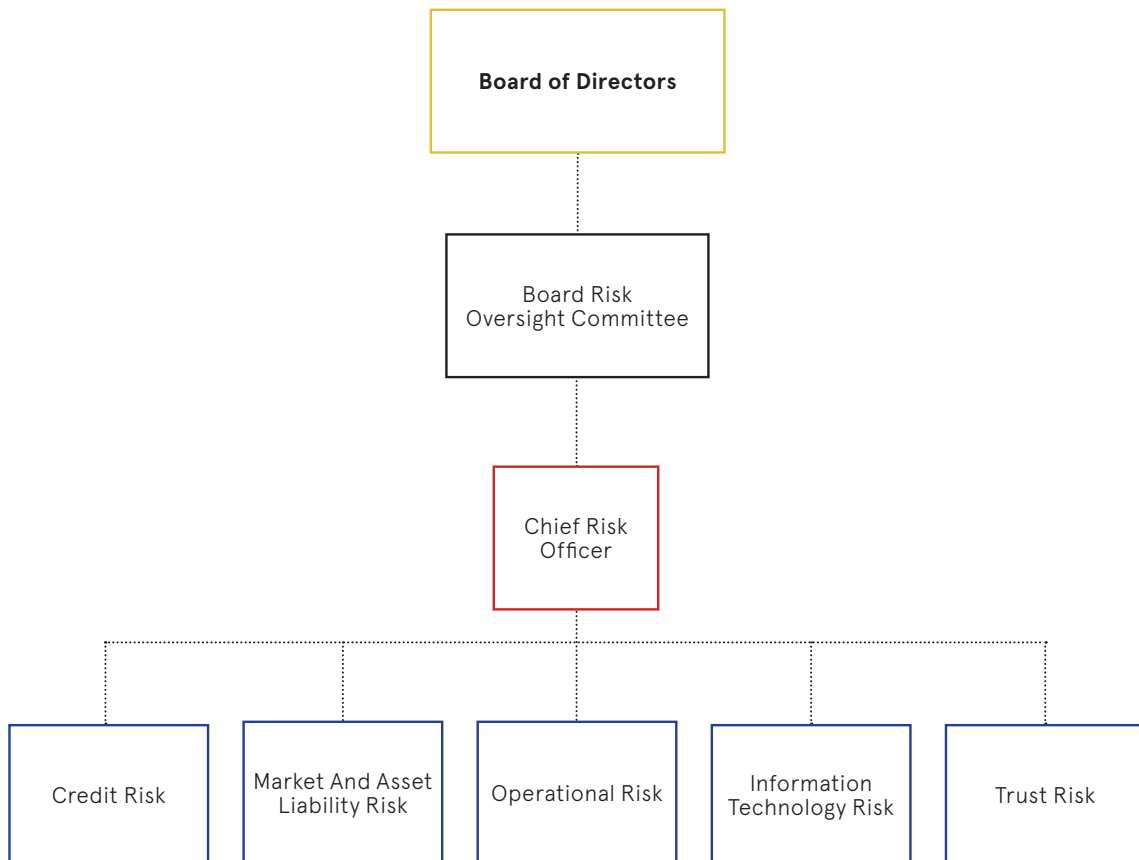 Board of Directors
Board Risk
Oversight Committee
Chief Risk
Officer
Credit Risk
Market And Asset
Liability Risk
Operational Risk
Information
Technology Risk
Trust Risk